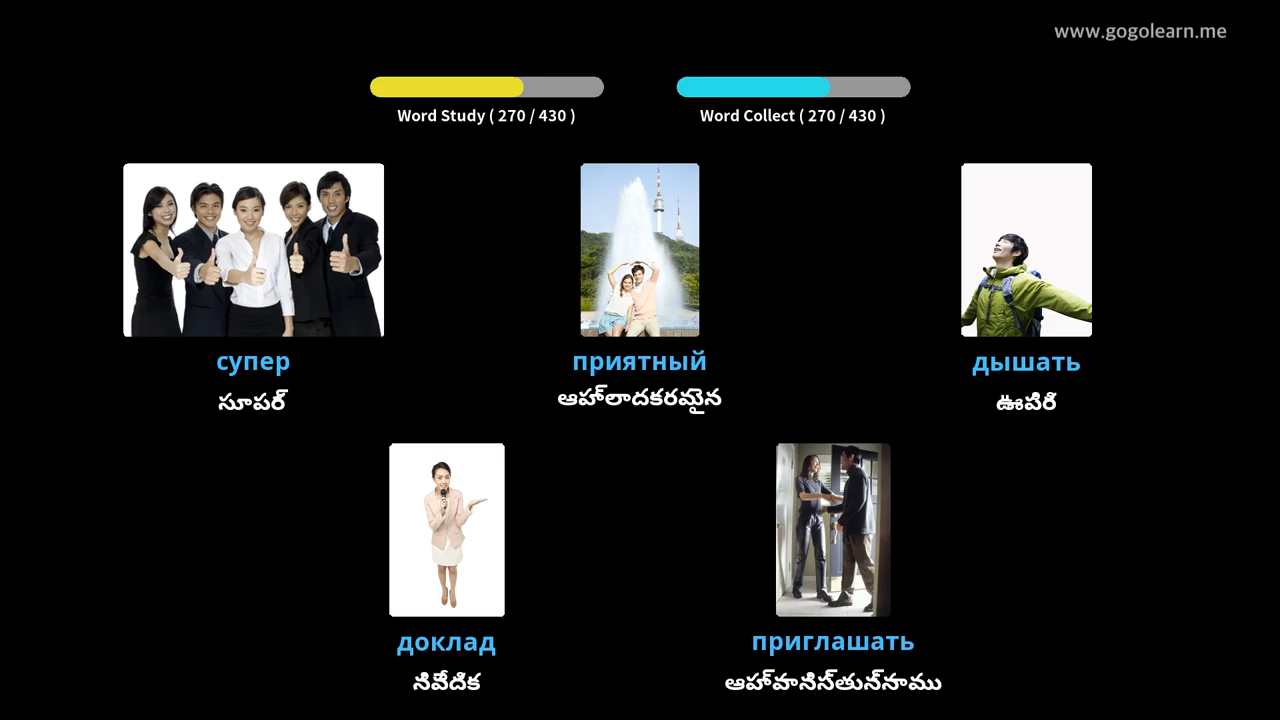 www.gogolearn.me
Word Study ( 270 / 430 )
Word Collect ( 270 / 430 )
супер
приятный
дышать
సూపర్
ఆహ్లాదకరమైన
ఊపిరి
доклад
приглашать
నివేదిక
ఆహ్వానిస్తున్నాము